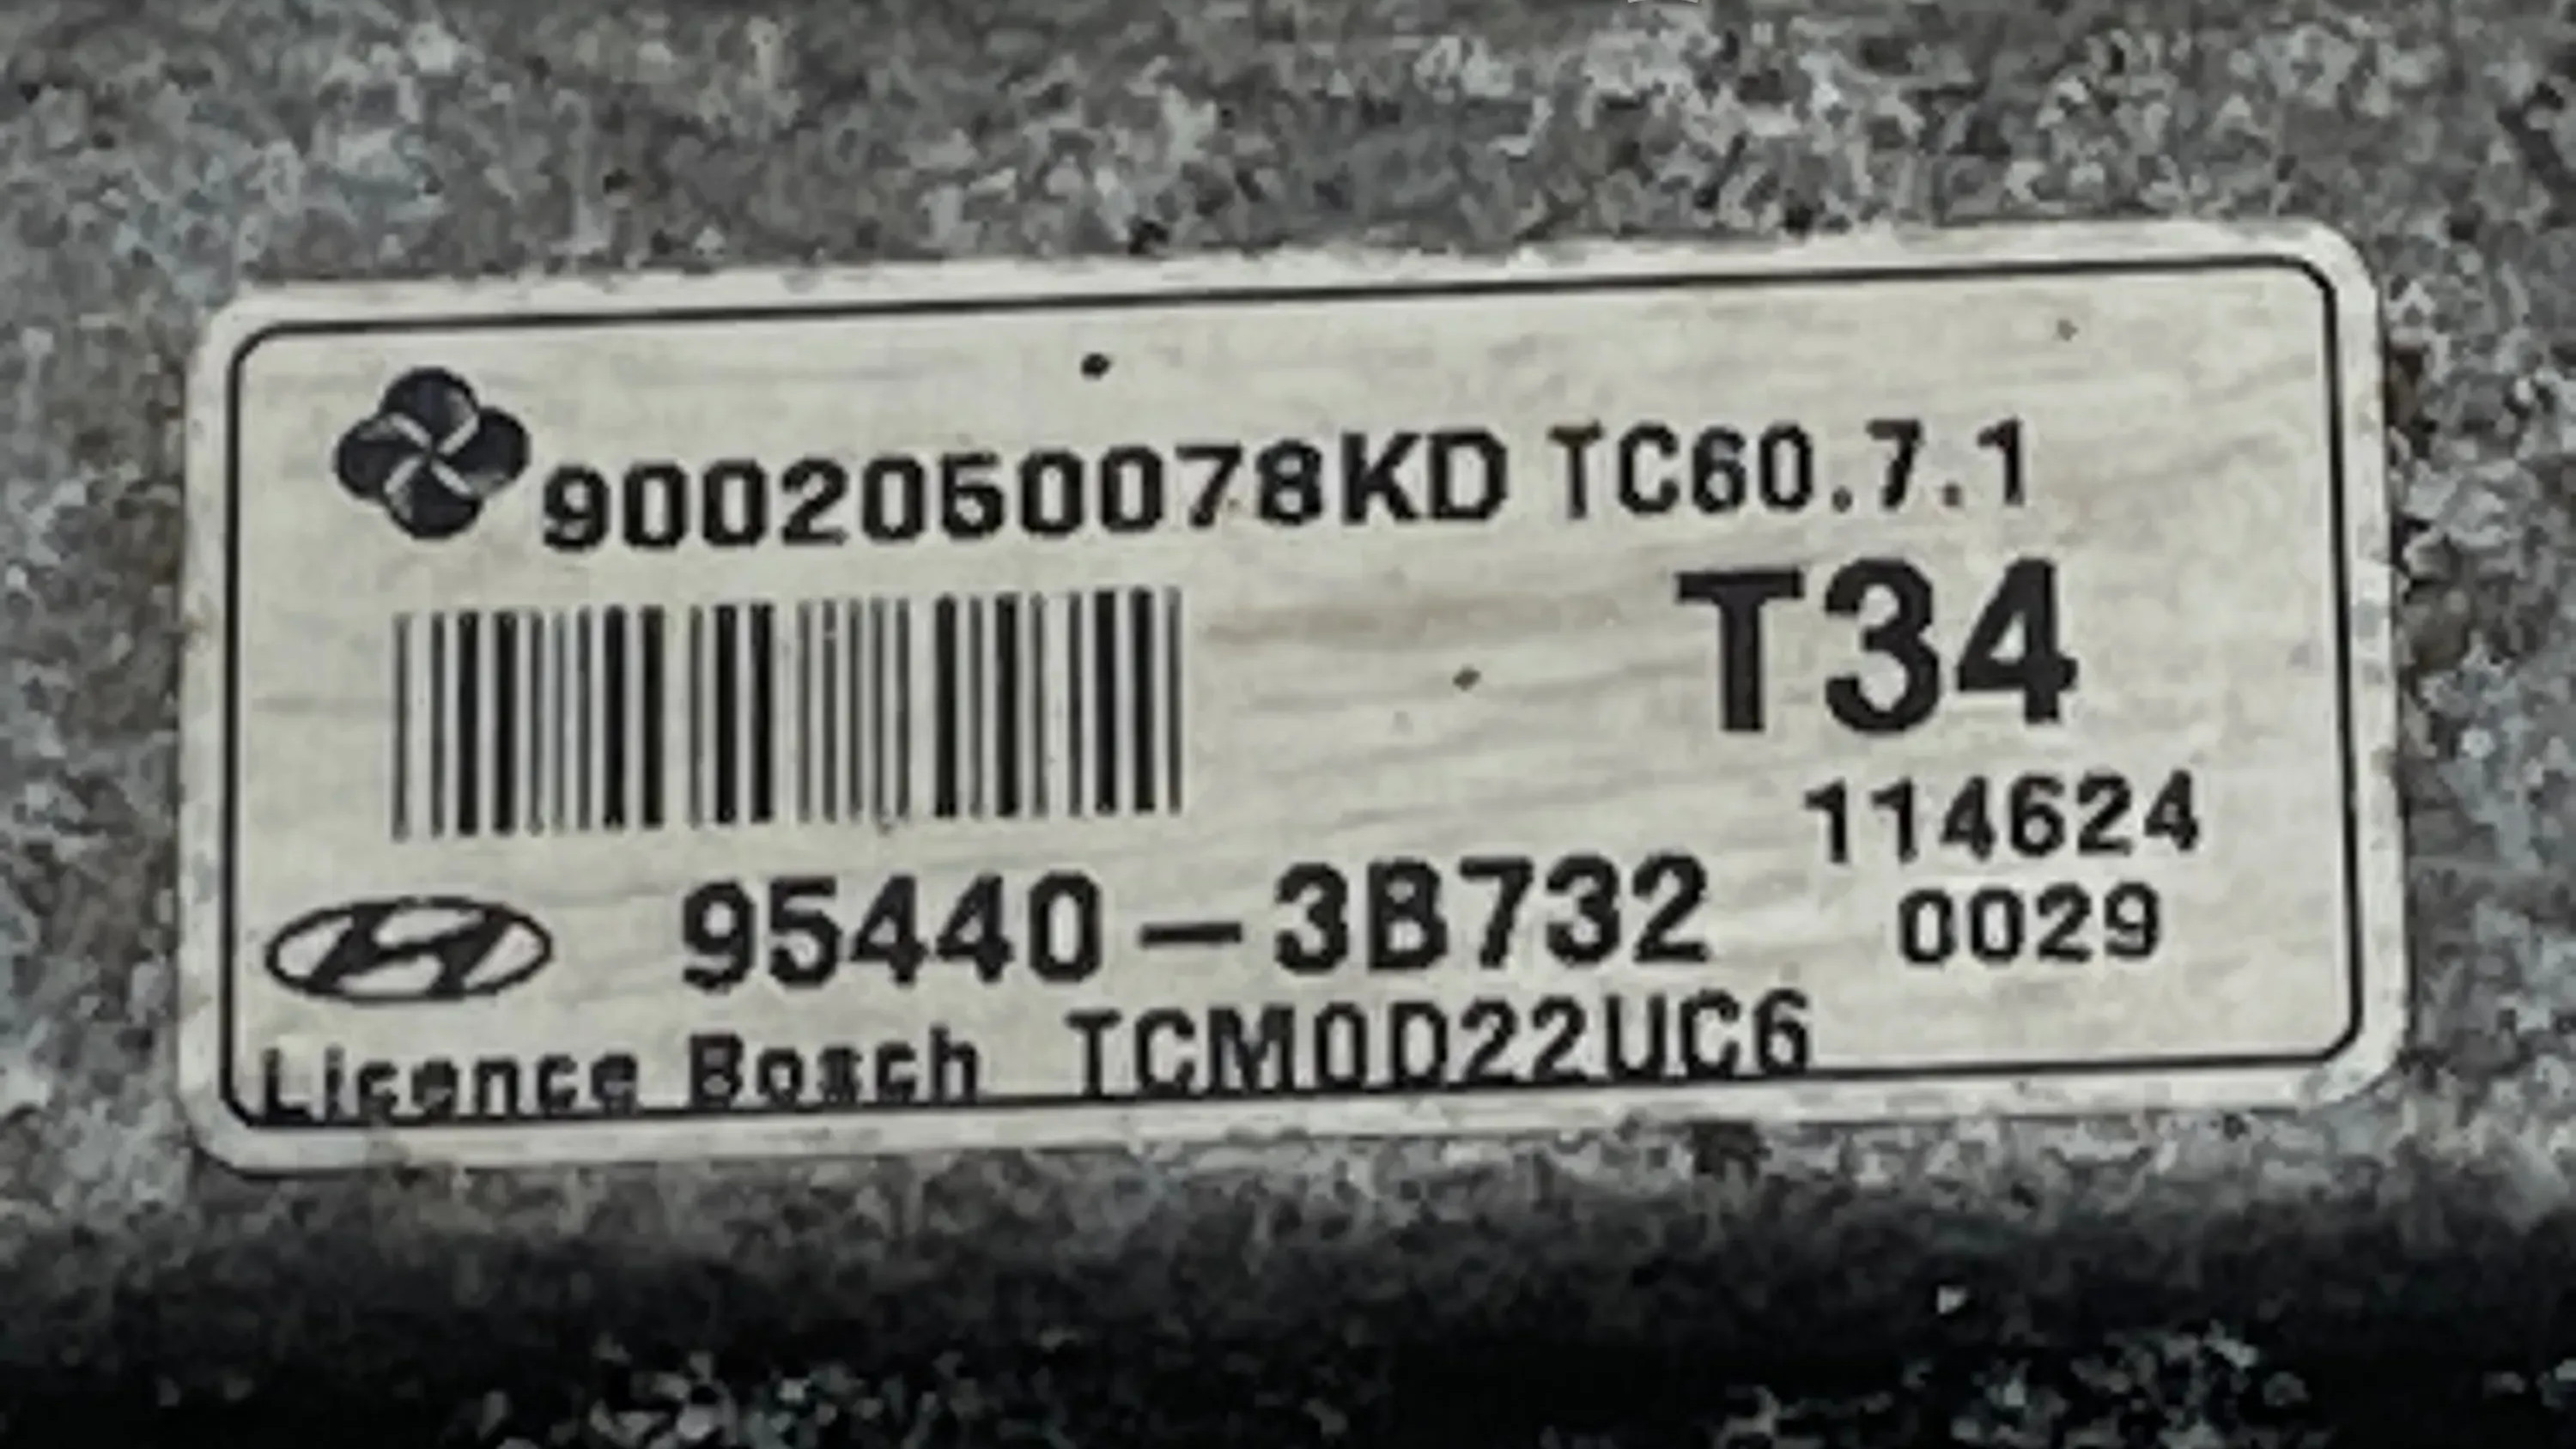 9002050078KD TC60.7.1
T34
114624
95440-3B732
0029
Licence Bosch TCM0D22UC6